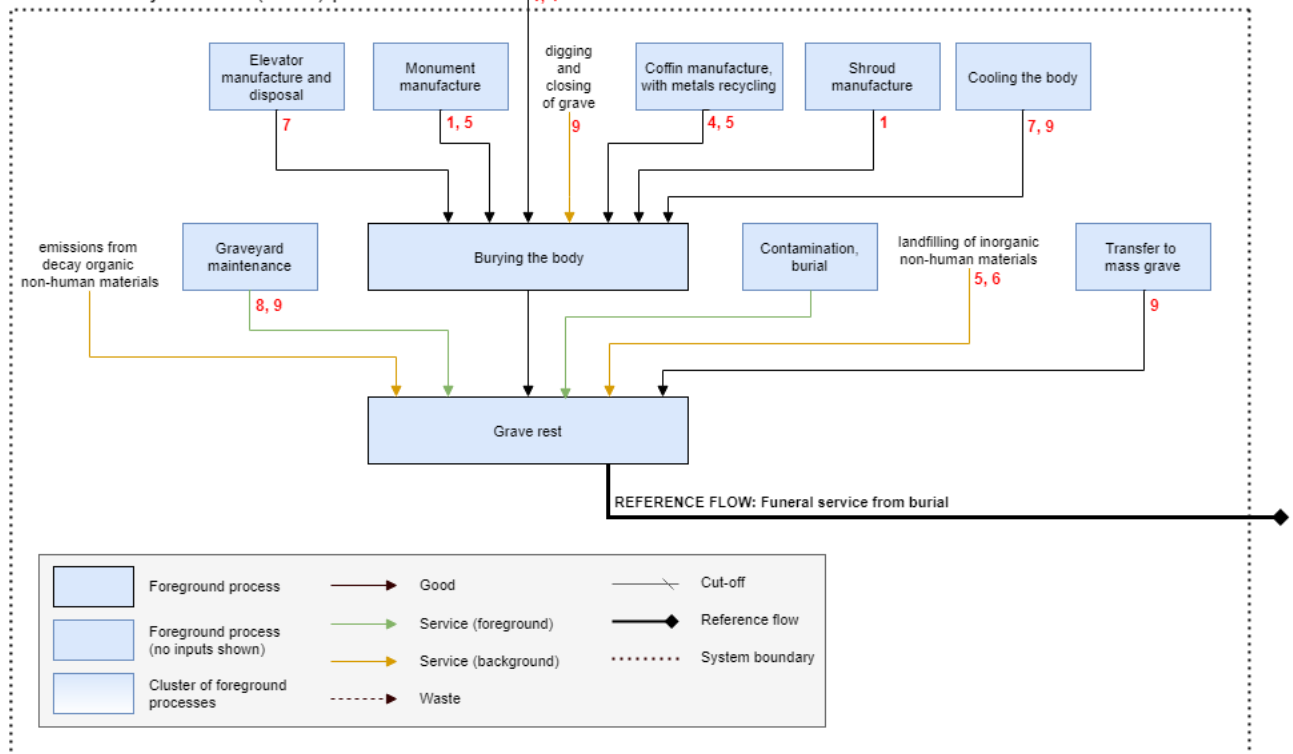 Elevator
manufacture and
disposal
7
Monument
manufacture
1, 5
digging
and
closing
of grave
9
Coffin manufacture,
with metals recycling
4, 5
Shroud
manufacture
1
Cooling the body
7, 9
emissions from
decay organic
non-human materials
Graveyard
maintenance
8, 9
Burying the body
Contamination,
burial
landfilling of inorganic
non-human materials
5, 6
Transfer to
mass grave
9
Grave rest
REFERENCE FLOW: Funeral service from burial
Foreground process
Foreground process
(no inputs shown)
Cluster of foreground
processes
Good
Service (foreground)
Service (background)
Waste
Cut-off
Reference flow
System boundary